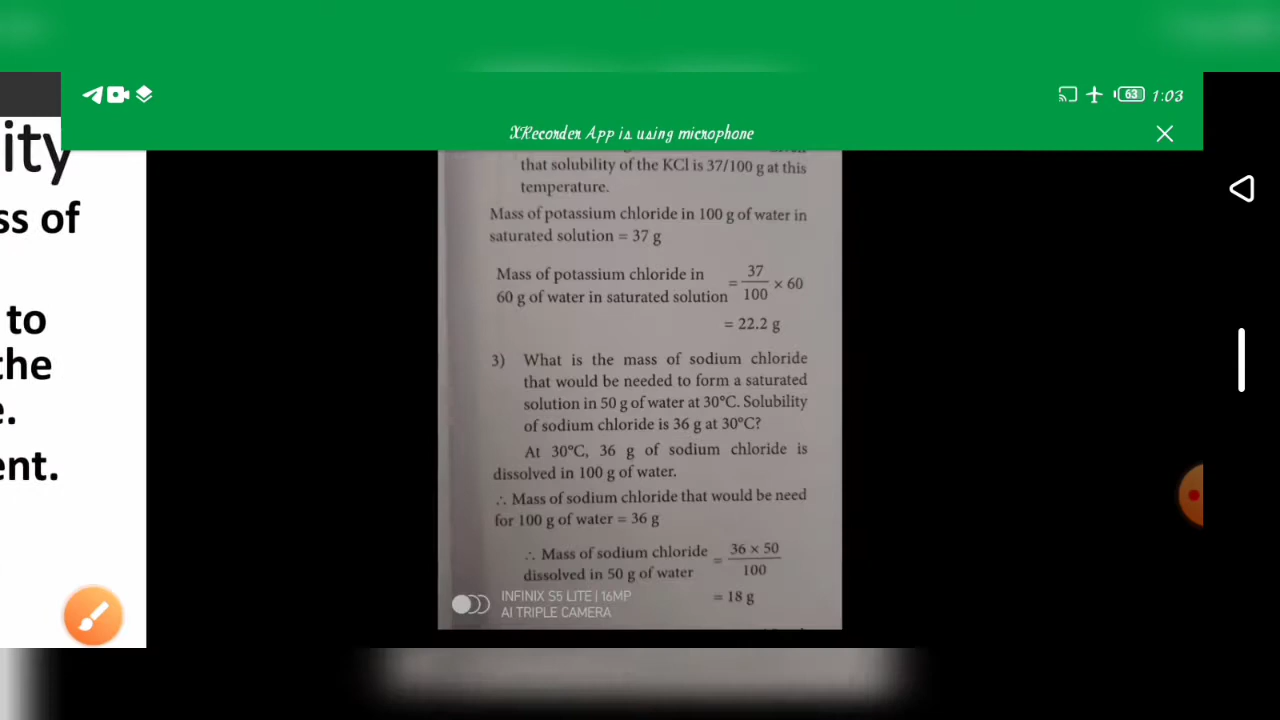 63 1:03
XRecorder App is using microphone
ity
ss of
to
the
e.
ent.
that solubility of the KCl is 37/100 g at this
temperature.
Mass of potassium chloride in 100 g of water in
saturated solution = 37 g
Mass of potassium chloride in
60 g of water in saturated solution
= 37/100 × 60
= 22.2 g
3) What is the mass of sodium chloride
that would be needed to form a saturated
solution in 50 g of water at 30°C. Solubility
of sodium chloride is 36 g at 30°C?
At 30°C, 36 g of sodium chloride is
dissolved in 100 g of water.
∴ Mass of sodium chloride that would be need
for 100 g of water = 36 g
∴ Mass of sodium chloride
dissolved in 50 g of water
= 36 × 50/100
= 18 g
INFINIX S5 LITE | 16MP
AI TRIPLE CAMERA